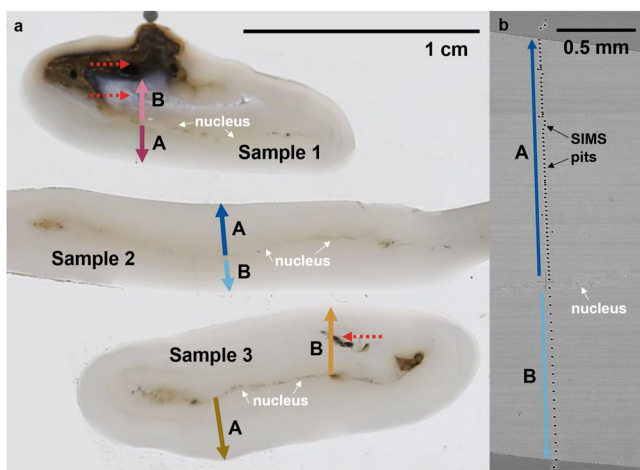 a
1 cm
B
nucleus
A
Sample 1
A
Sample 2
B
nucleus
Sample 3
B
nucleus
A
b
0.5 mm
A
SIMS
pits
nucleus
B